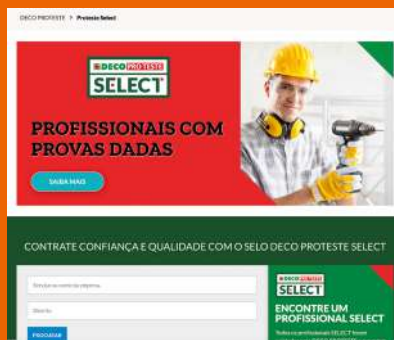 DECO PROTESTE > Proteste Select
DECO PROTESTE
SELECT
PROFISSIONAIS COM
PROVAS DADAS
SAIBA MAIS
CONTRATE CONFIANÇA E QUALIDADE COM O SELO DECO PROTESTE SELECT
DECO PROTESTE
SELECT
ENCONTRE UM
PROFISSIONAL SELECT
Distrito
PROCURAR